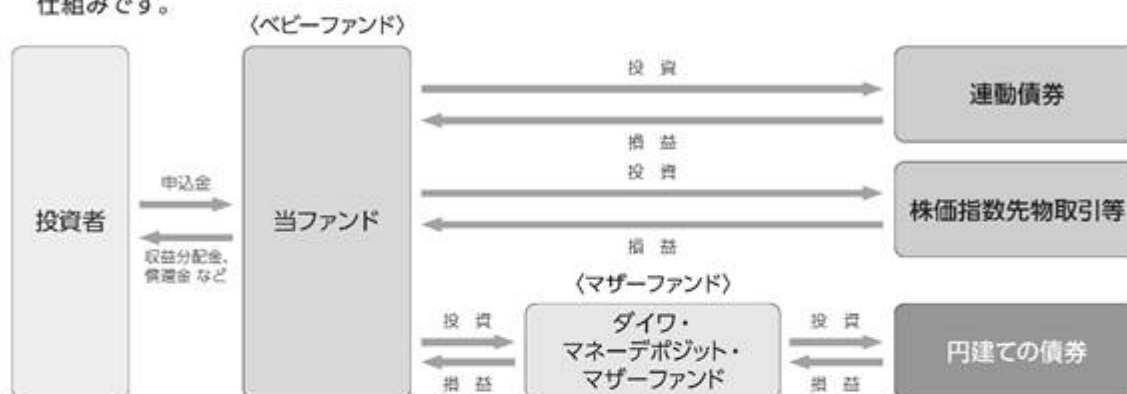 仕組みです。
〈ベビーファンド〉
投資者
申込金
収益分配金、
償還金 など
当ファンド
投 資
損 益
連動債券
投 資
損 益
株価指数先物取引等
〈マザーファンド〉
投 資
損 益
ダイワ・
マネーデポジット・
マザーファンド
投 資
損 益
円建ての債券